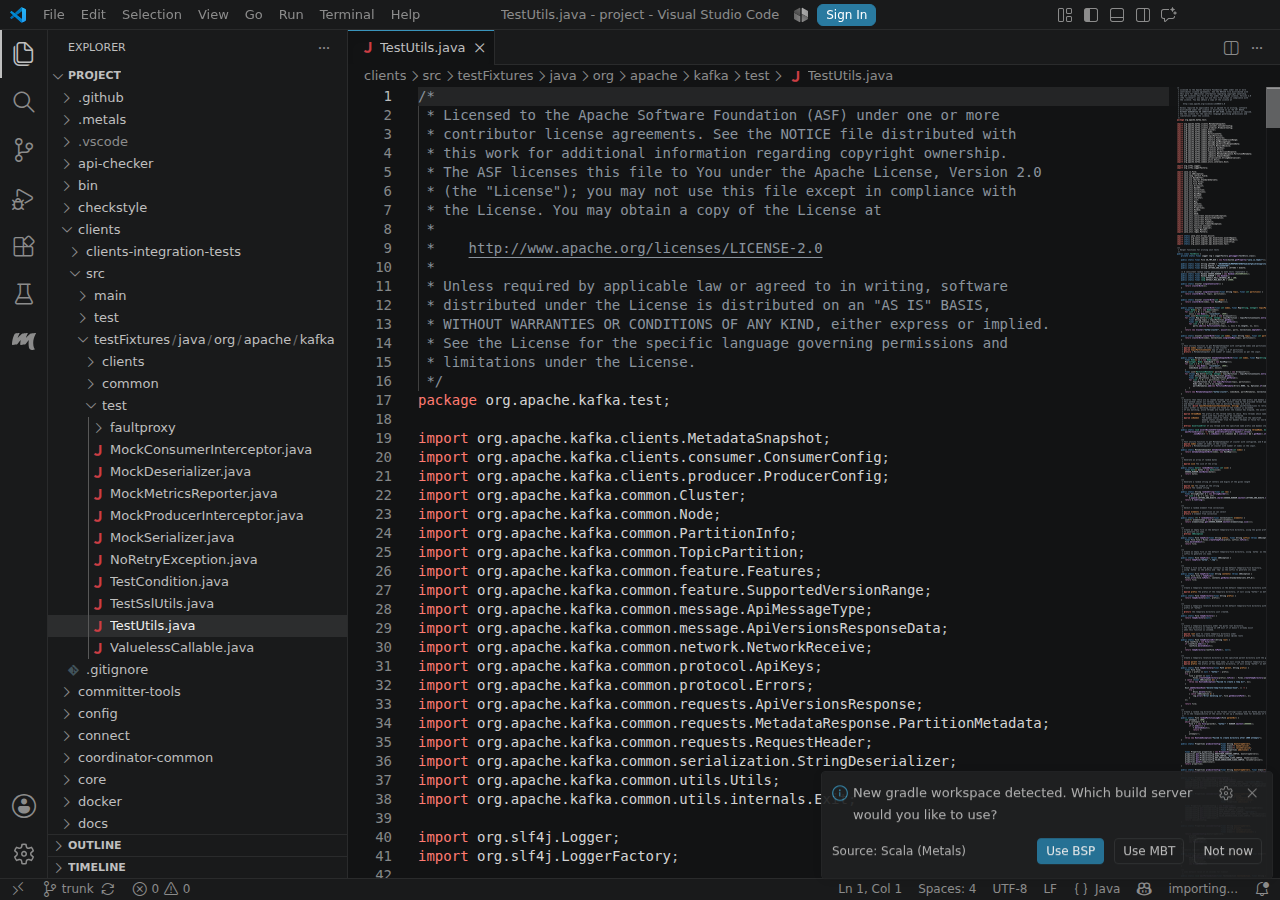 File Edit Selection View Go Run Terminal Help
TestUtils.java - project - Visual Studio Code
Sign In
EXPLORER
PROJECT
.github
.metals
.vscode
api-checker
bin
checkstyle
clients
clients-integration-tests
src
main
test
testFixtures/java/org/apache/kafka
clients
common
test
faultproxy
MockConsumerInterceptor.java
MockDeserializer.java
MockMetricsReporter.java
MockProducerInterceptor.java
MockSerializer.java
NoRetryException.java
TestCondition.java
TestSslUtils.java
TestUtils.java
ValuelessCallable.java
.gitignore
committer-tools
config
connect
coordinator-common
core
docker
docs
OUTLINE
TIMELINE
TestUtils.java
clients > src > testFixtures > java > org > apache > kafka > test > TestUtils.java
1 /*
2  * Licensed to the Apache Software Foundation (ASF) under one or more
3  * contributor license agreements. See the NOTICE file distributed with
4  * this work for additional information regarding copyright ownership.
5  * The ASF licenses this file to You under the Apache License, Version 2.0
6  * (the "License"); you may not use this file except in compliance with
7  * the License. You may obtain a copy of the License at
8  *
9  *    http://www.apache.org/licenses/LICENSE-2.0
10  *
11  * Unless required by applicable law or agreed to in writing, software
12  * distributed under the License is distributed on an "AS IS" BASIS,
13  * WITHOUT WARRANTIES OR CONDITIONS OF ANY KIND, either express or implied.
14  * See the License for the specific language governing permissions and
15  * limitations under the License.
16  */
17 package org.apache.kafka.test;
18
19 import org.apache.kafka.clients.MetadataSnapshot;
20 import org.apache.kafka.clients.consumer.ConsumerConfig;
21 import org.apache.kafka.clients.producer.ProducerConfig;
22 import org.apache.kafka.common.Cluster;
23 import org.apache.kafka.common.Node;
24 import org.apache.kafka.common.PartitionInfo;
25 import org.apache.kafka.common.TopicPartition;
26 import org.apache.kafka.common.feature.Features;
27 import org.apache.kafka.common.feature.SupportedVersionRange;
28 import org.apache.kafka.common.message.ApiMessageType;
29 import org.apache.kafka.common.message.ApiVersionsResponseData;
30 import org.apache.kafka.common.network.NetworkReceive;
31 import org.apache.kafka.common.protocol.ApiKeys;
32 import org.apache.kafka.common.protocol.Errors;
33 import org.apache.kafka.common.requests.ApiVersionsResponse;
34 import org.apache.kafka.common.requests.MetadataResponse.PartitionMetadata;
35 import org.apache.kafka.common.requests.RequestHeader;
36 import org.apache.kafka.common.serialization.StringDeserializer;
37 import org.apache.kafka.common.utils.Utils;
38 import org.apache.kafka.common.utils.internals.
39
40 import org.slf4j.Logger;
41 import org.slf4j.LoggerFactory;
42
New gradle workspace detected. Which build server
would you like to use?
Source: Scala (Metals)
Use BSP
Use MBT
Not now
trunk
0
0
Ln 1, Col 1
Spaces: 4
UTF-8
LF
{ } Java
importing...